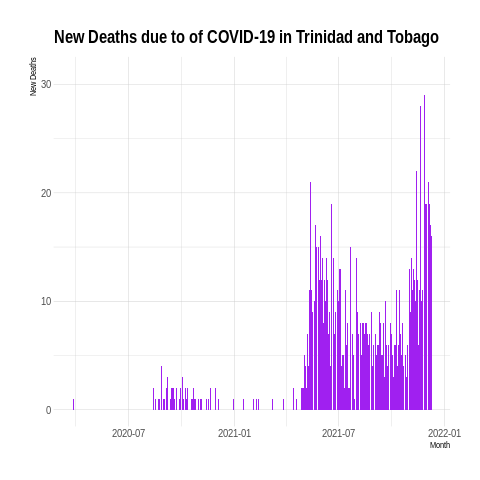 New Deaths due to of COVID-19 in Trinidad and Tobago
New Deaths
30
20
10
0
2020-07 2021-01 2021-07 2022-01
Month